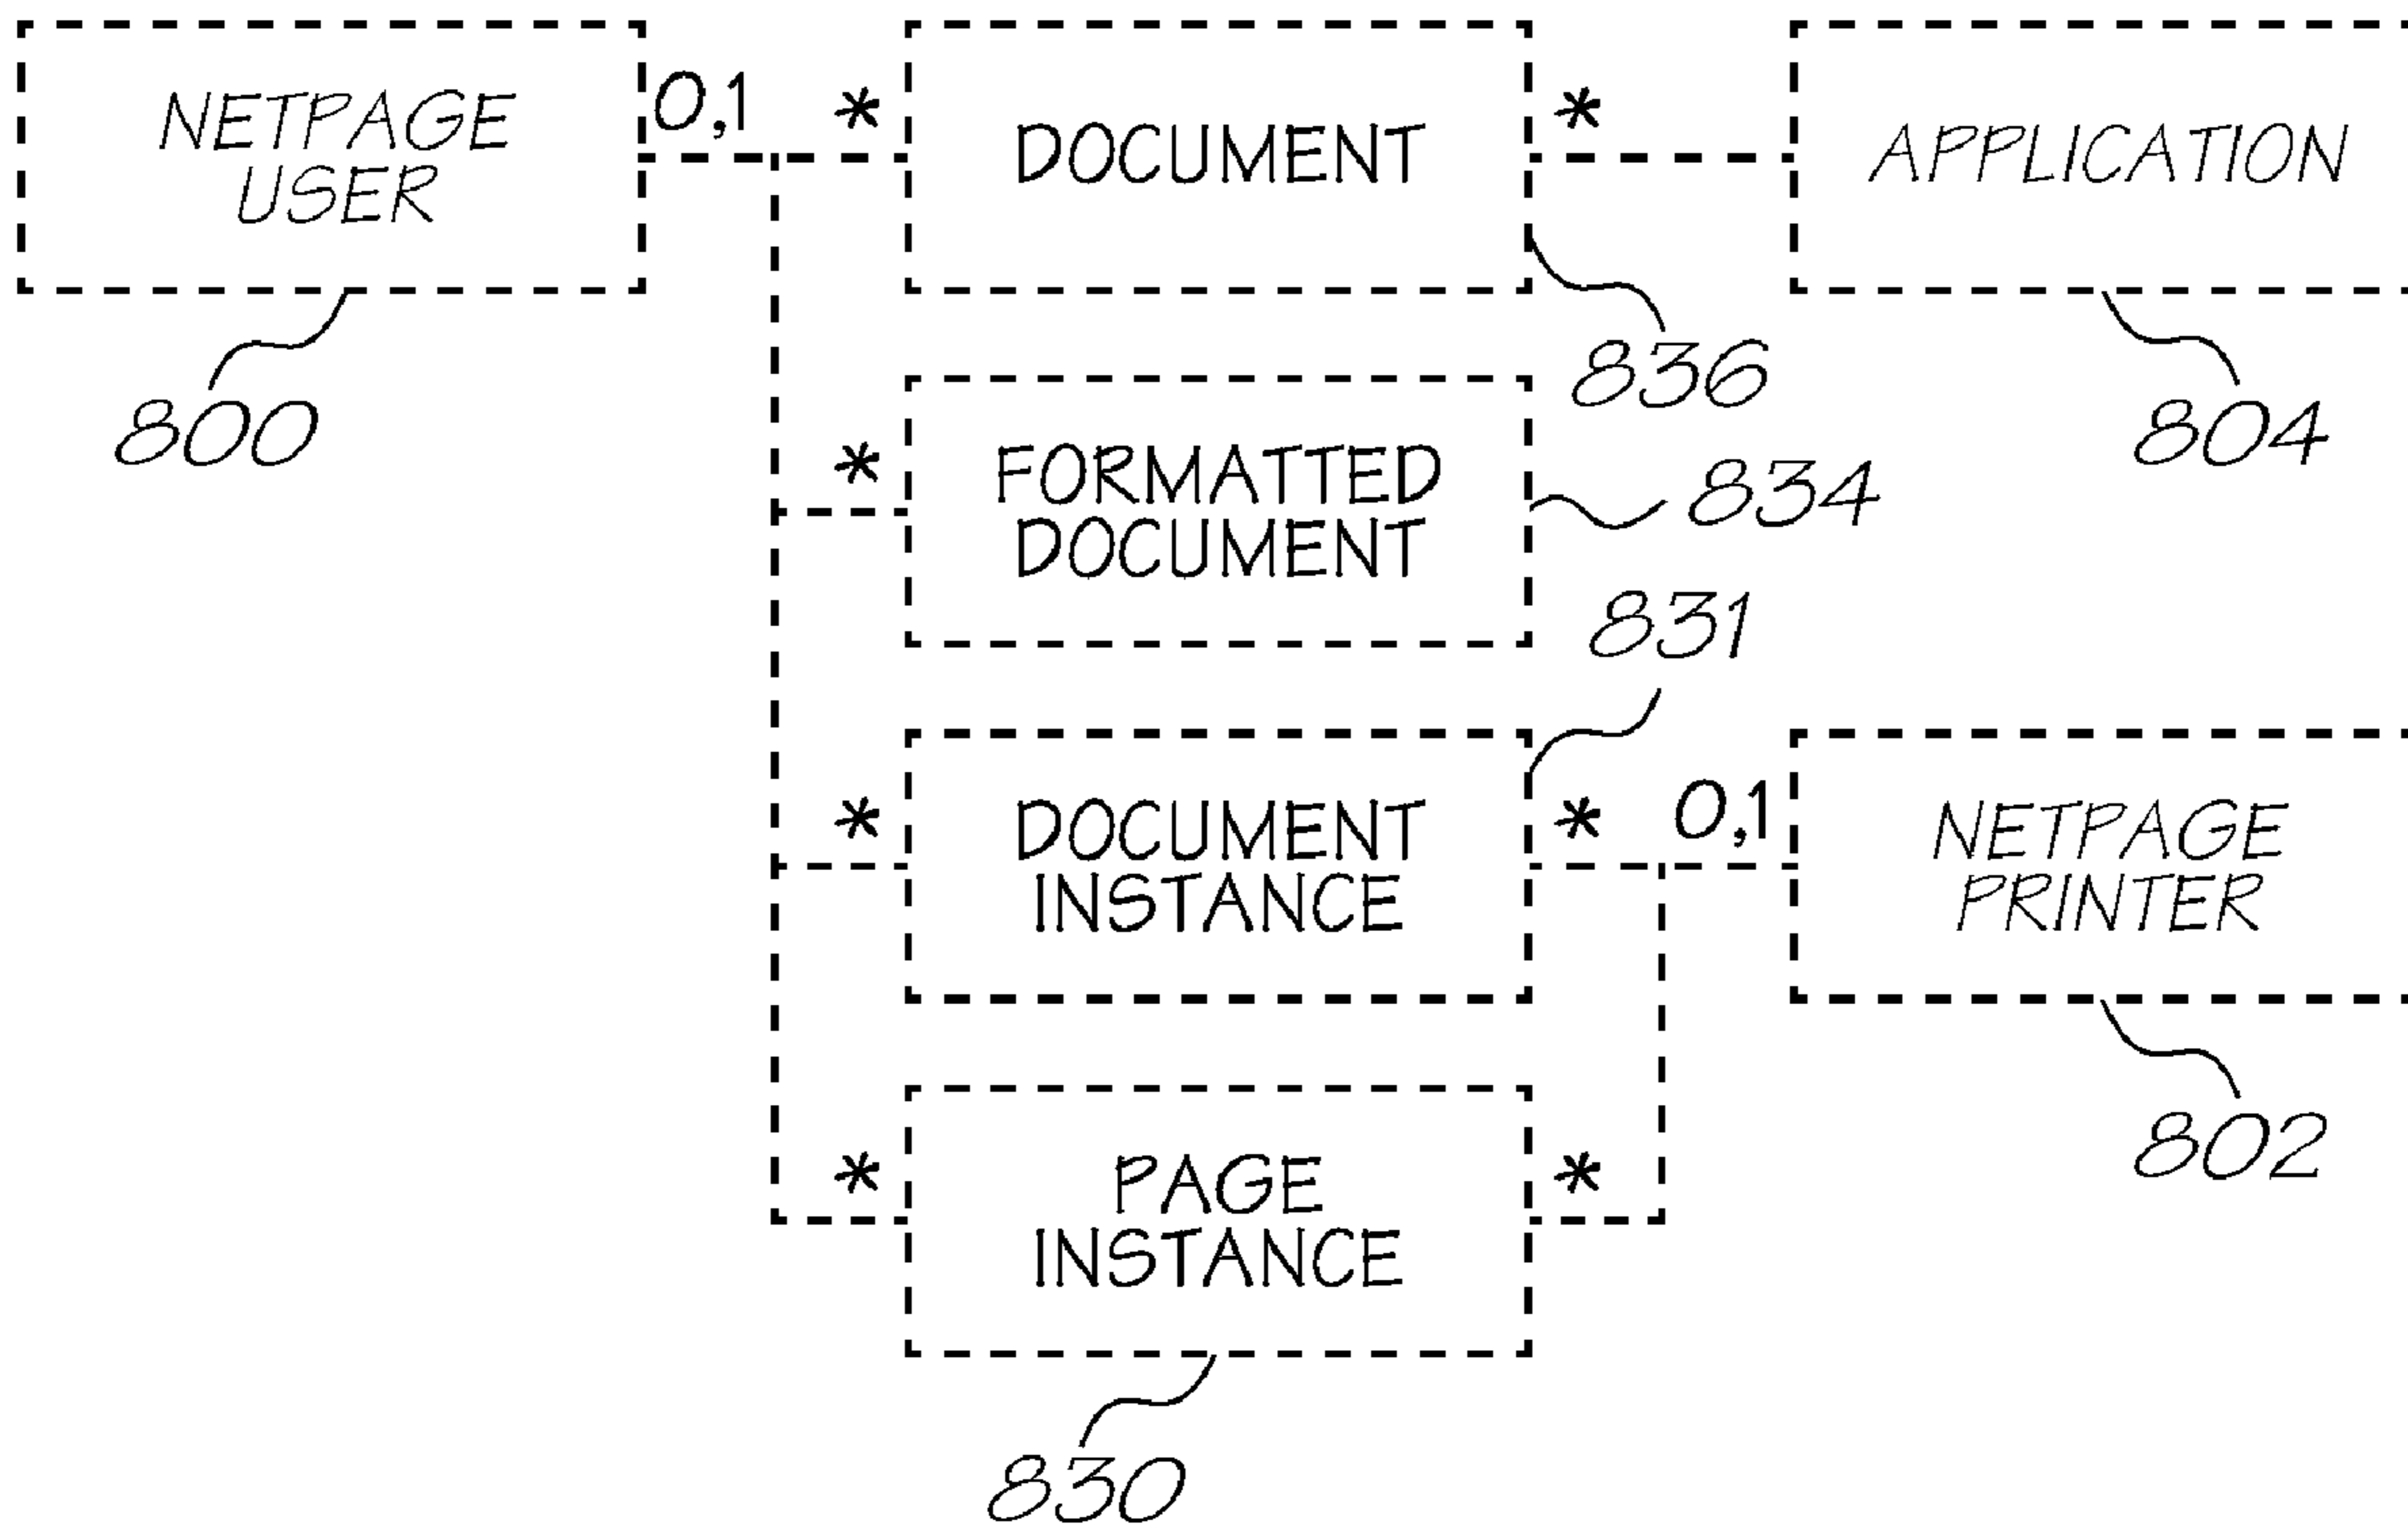 NETPAGE
USER
0,1
*
DOCUMENT
*
APPLICATION
800
836
804
*
FORMATTED
DOCUMENT
834
831
*
DOCUMENT
INSTANCE
*
0,1
NETPAGE
PRINTER
802
*
PAGE
INSTANCE
*
830